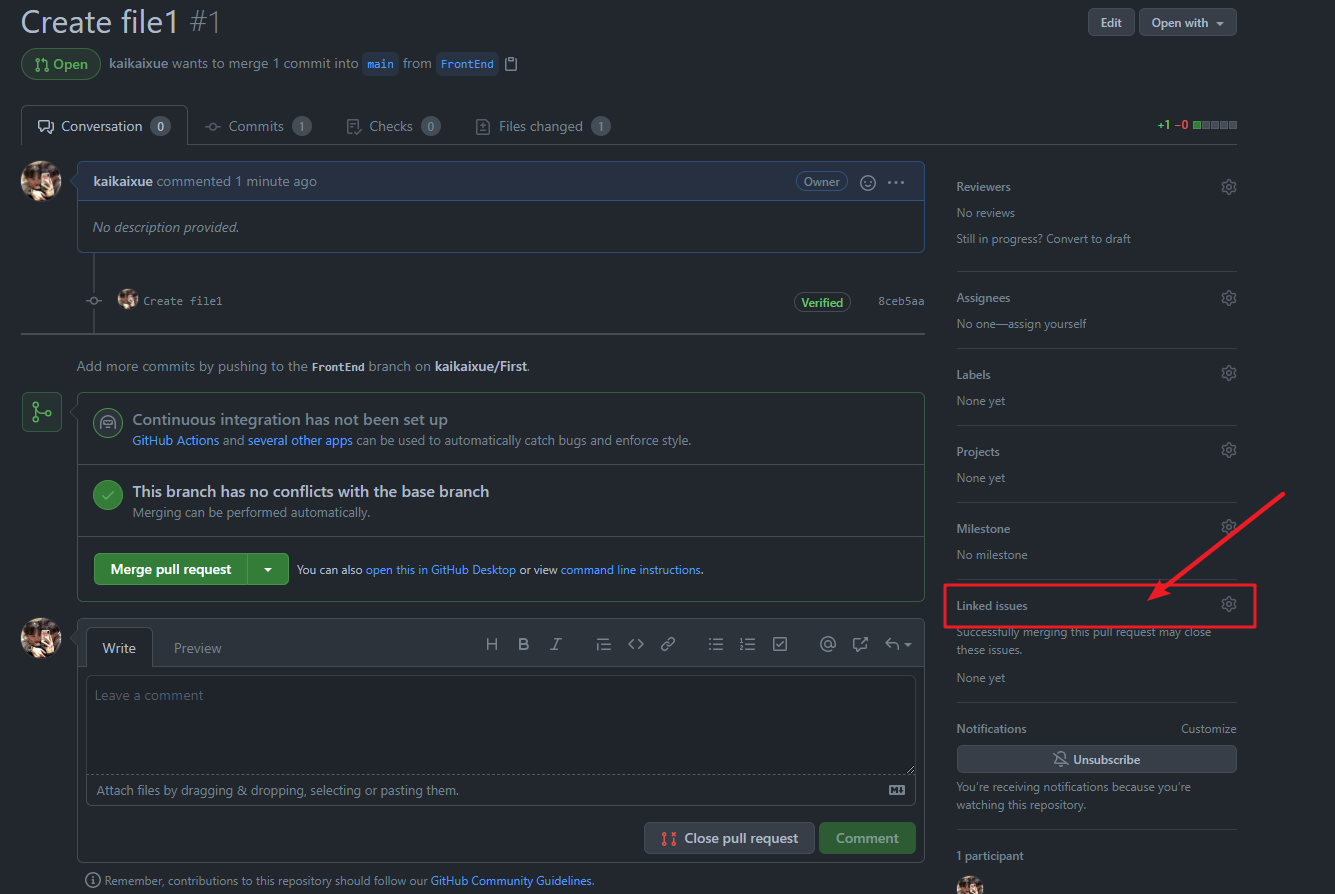 Create file1 #1
Edit
Open with
Open
kaikaixue wants to merge 1 commit into main from FrontEnd
Conversation 0
Commits 1
Checks 0
Files changed 1
+1 −0
kaikaixue commented 1 minute ago
Owner
No description provided.
Create file1
Verified
8ceb5aa
Add more commits by pushing to the FrontEnd branch on kaikaixue/First.
Continuous integration has not been set up
GitHub Actions and several other apps can be used to automatically catch bugs and enforce style.
This branch has no conflicts with the base branch
Merging can be performed automatically.
Merge pull request
You can also open this in GitHub Desktop or view command line instructions.
Write
Preview
H B I
Leave a comment
Attach files by dragging & dropping, selecting or pasting them.
Close pull request
Comment
Remember, contributions to this repository should follow our GitHub Community Guidelines.
Reviewers
No reviews
Still in progress? Convert to draft
Assignees
No one—assign yourself
Labels
None yet
Projects
None yet
Milestone
No milestone
Linked issues
Successfully merging this pull request may close
these issues.
None yet
Notifications
Customize
Unsubscribe
You're receiving notifications because you're
watching this repository.
1 participant